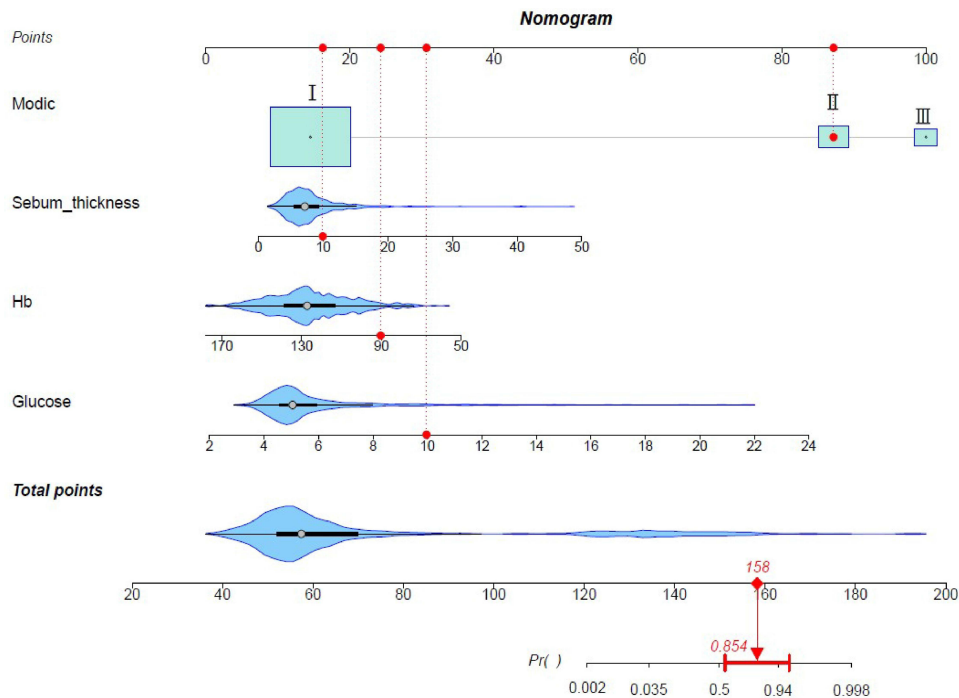 Nomogram
Points
0 20 40 60 80 100
Modic
Ⅰ Ⅱ Ⅲ
Sebum_thickness
0 10 20 30 40 50
Hb
170 130 90 50
Glucose
2 4 6 8 10 12 14 16 18 20 22 24
Total points
158
20 40 60 80 100 120 140 160 180 200
0.854
Pr( )
0.002 0.035 0.5 0.94 0.998